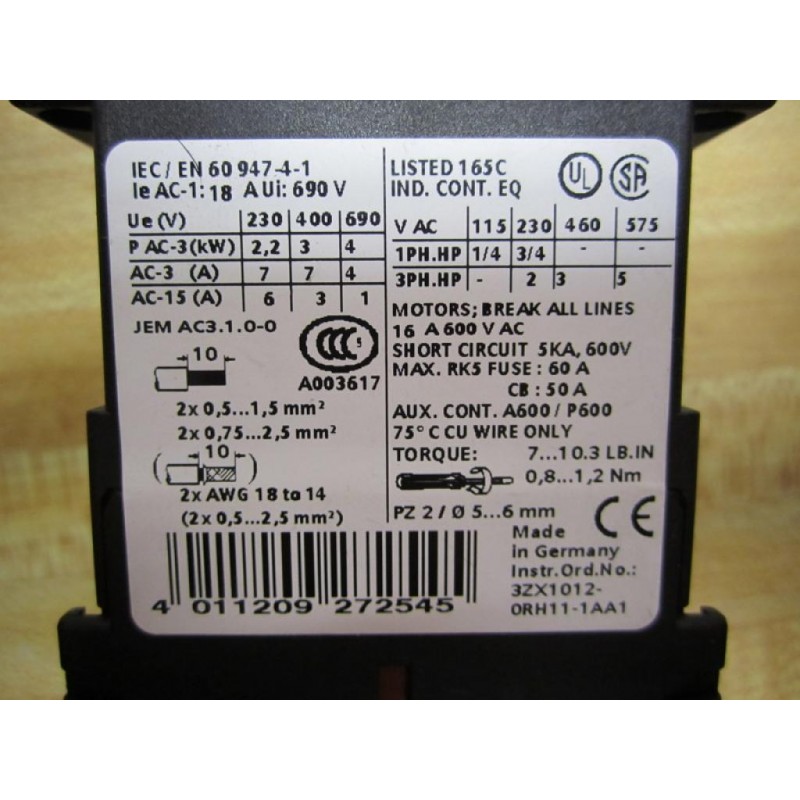 IEC / EN 60 947-4-1
Ie AC-1: 18 A Ui: 690 V
Ue (V) 230 400 690
P AC-3(kW) 2,2 3 4
AC-3 (A) 7 7 4
AC-15 (A) 6 3 1
JEM AC3.1.0-0
CCC S
A003617
10
2x 0,5...1,5 mm²
2x 0,75...2,5 mm²
( 10 )
2x AWG 18 to 14
(2x 0,5...2,5 mm²)
4 011209 272545
LISTED 165C
IND. CONT. EQ
UL SA
V AC 115 230 460 575
1PH.HP 1/4 3/4 - -
3PH.HP - 2 3 5
MOTORS; BREAK ALL LINES
16 A 600 V AC
SHORT CIRCUIT 5KA, 600V
MAX. RK5 FUSE : 60 A
CB : 50 A
AUX. CONT. A600 / P600
75° C CU WIRE ONLY
TORQUE: 7...10.3 LB.IN
0,8...1,2 Nm
PZ 2 / Ø 5...6 mm
CE
Made
in Germany
Instr.Ord.No.:
3ZX1012-
0RH11-1AA1